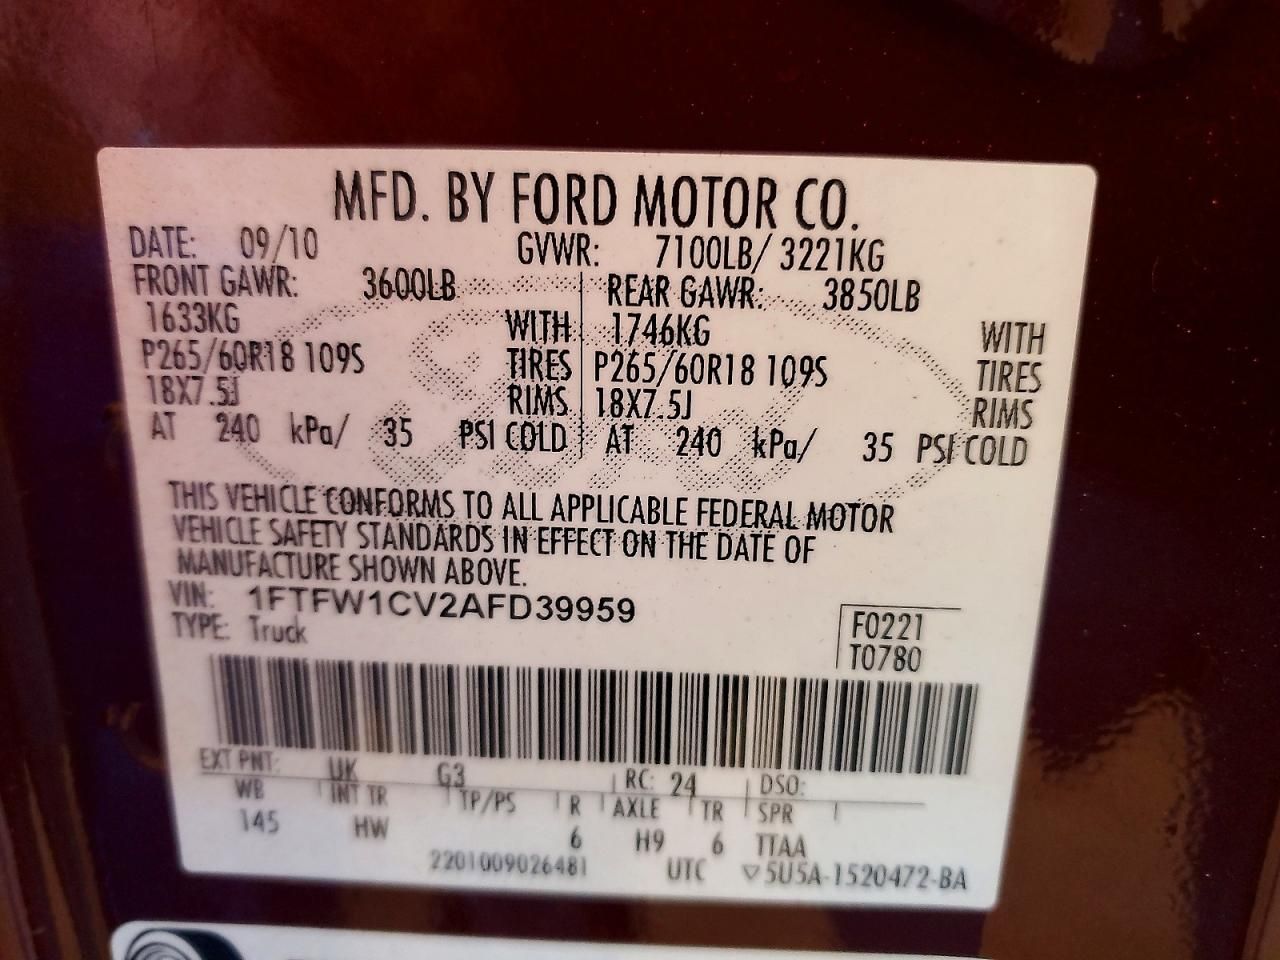 MFD. BY FORD MOTOR CO.
DATE: 09/10 GVWR: 7100LB/ 3221KG
FRONT GAWR: 3600LB REAR GAWR: 3850LB
1633KG WITH 1746KG WITH
P265/60R18 109S TIRES P265/60R18 109S TIRES
18X7.5J RIMS 18X7.5J RIMS
AT 240 kPa/ 35 PSI COLD AT 240 kPa/ 35 PSI COLD
THIS VEHICLE CONFORMS TO ALL APPLICABLE FEDERAL MOTOR
VEHICLE SAFETY STANDARDS IN EFFECT ON THE DATE OF
MANUFACTURE SHOWN ABOVE.
VIN: 1FTFW1CV2AFD39959
TYPE: Truck
F0221
T0780
EXT PNT: UK G3 RC: 24 DSO:
WB INT TR TP/PS R AXLE TR SPR
145 HW 6 H9 6 TTAA
2201009026481 UTC ▽5U5A-1520472-BA